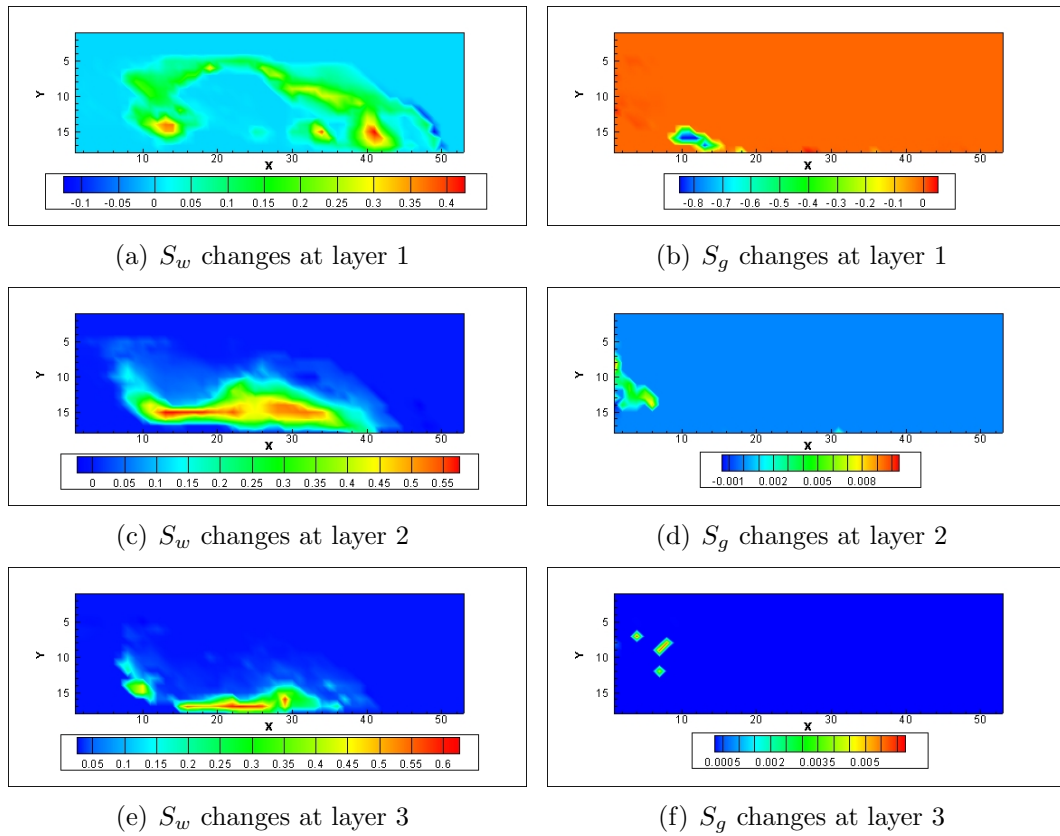 Y
5
10
15
10 20 30 40 50
X
-0.1 -0.05 0 0.05 0.1 0.15 0.2 0.25 0.3 0.35 0.4
(a) S_w changes at layer 1
Y
5
10
15
10 20 30 40 50
X
-0.8 -0.7 -0.6 -0.5 -0.4 -0.3 -0.2 -0.1 0
(b) S_g changes at layer 1
Y
5
10
15
10 20 30 40 50
X
0 0.05 0.1 0.15 0.2 0.25 0.3 0.35 0.4 0.45 0.5 0.55
(c) S_w changes at layer 2
Y
5
10
15
10 20 30 40 50
X
-0.001 0.002 0.005 0.008
(d) S_g changes at layer 2
Y
5
10
15
10 20 30 40 50
X
0.05 0.1 0.15 0.2 0.25 0.3 0.35 0.4 0.45 0.5 0.55 0.6
(e) S_w changes at layer 3
Y
5
10
15
10 20 30 40 50
X
0.0005 0.002 0.0035 0.005
(f) S_g changes at layer 3